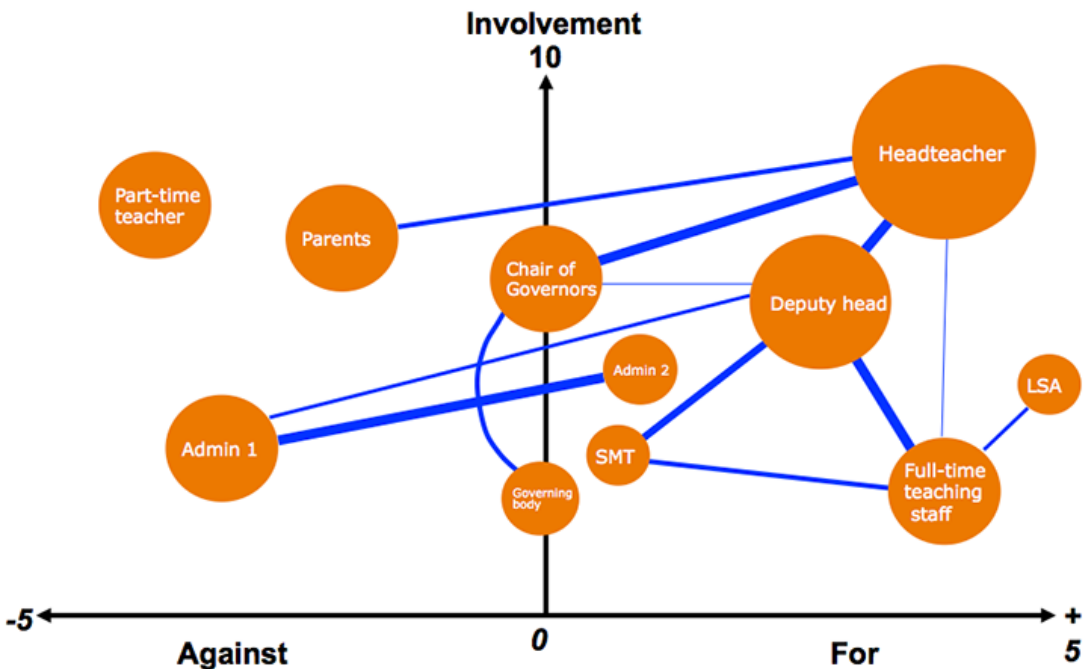 Involvement
10
Headteacher
Part-time
teacher
Parents
Chair of
Governors
Deputy head
Admin 2
LSA
Admin 1
SMT
Full-time
teaching
staff
Governing
body
-5
+
0
5
Against
For